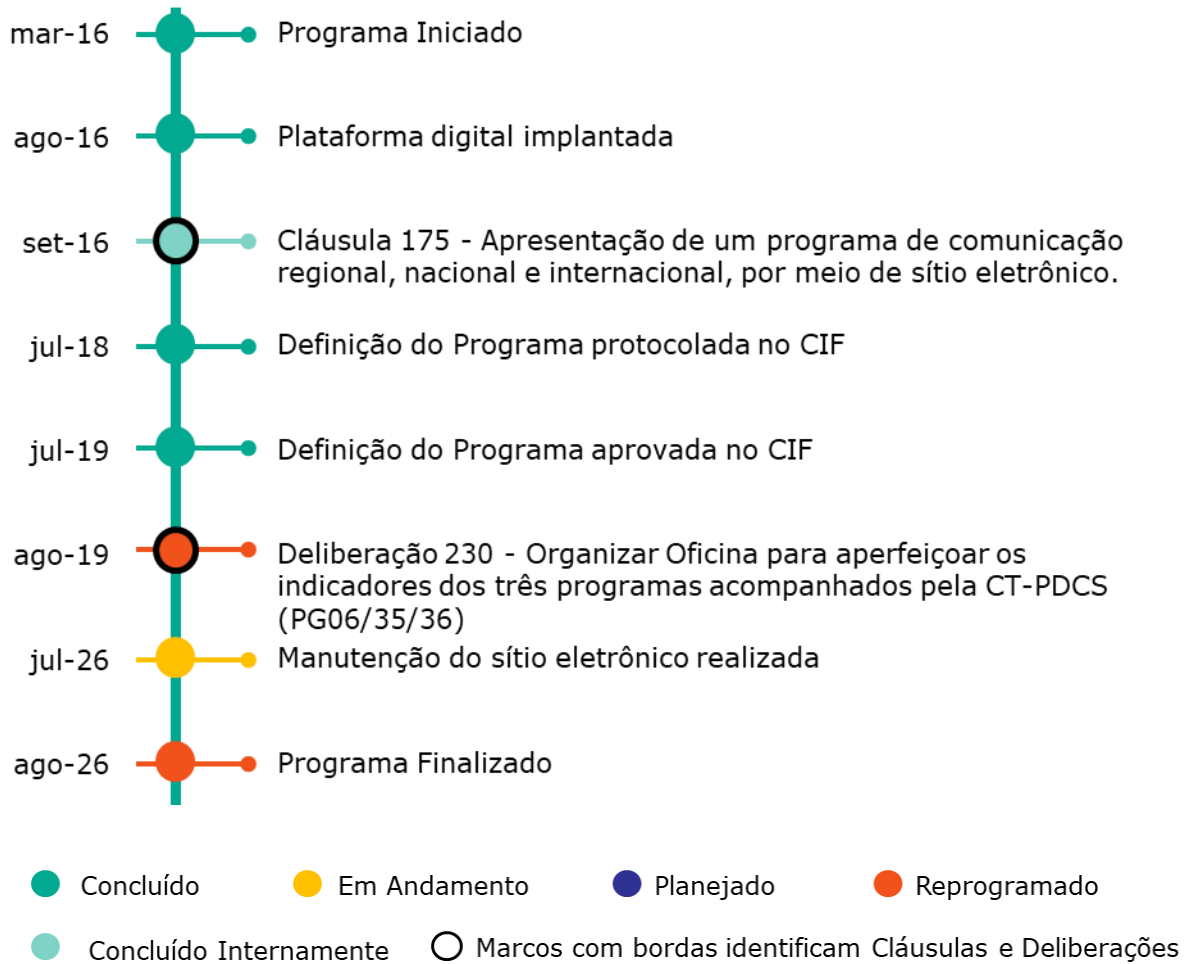 mar-16 Programa Iniciado
ago-16 Plataforma digital implantada
set-16 Cláusula 175 - Apresentação de um programa de comunicação
regional, nacional e internacional, por meio de sítio eletrônico.
jul-18 Definição do Programa protocolada no CIF
jul-19 Definição do Programa aprovada no CIF
ago-19 Deliberação 230 - Organizar Oficina para aperfeiçoar os
indicadores dos três programas acompanhados pela CT-PDCS
(PG06/35/36)
jul-26 Manutenção do sítio eletrônico realizada
ago-26 Programa Finalizado
Concluído Em Andamento Planejado Reprogramado
Concluído Internamente Marcos com bordas identificam Cláusulas e Deliberações